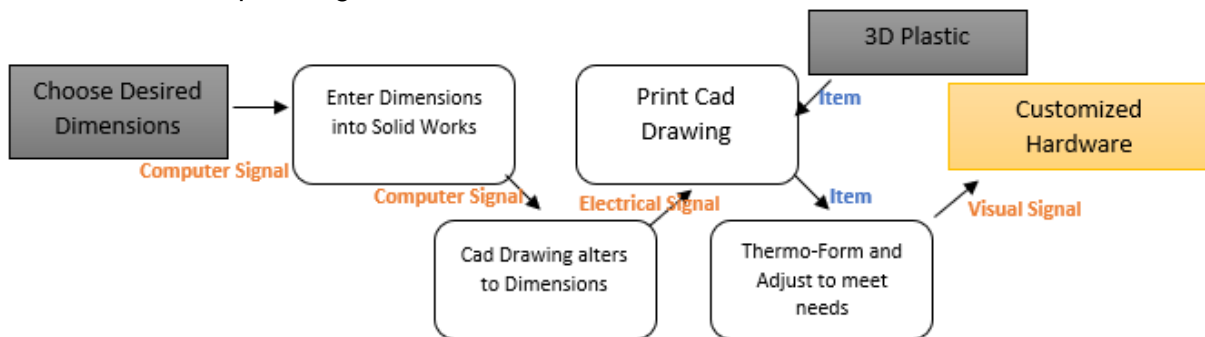 3D Plastic
Choose Desired
Dimensions
Enter Dimensions
into Solid Works
Print Cad
Drawing
Item
Customized
Hardware
Computer Signal
Computer Signal
Electrical Signal
Item
Visual Signal
Cad Drawing alters
to Dimensions
Thermo-Form and
Adjust to meet
needs